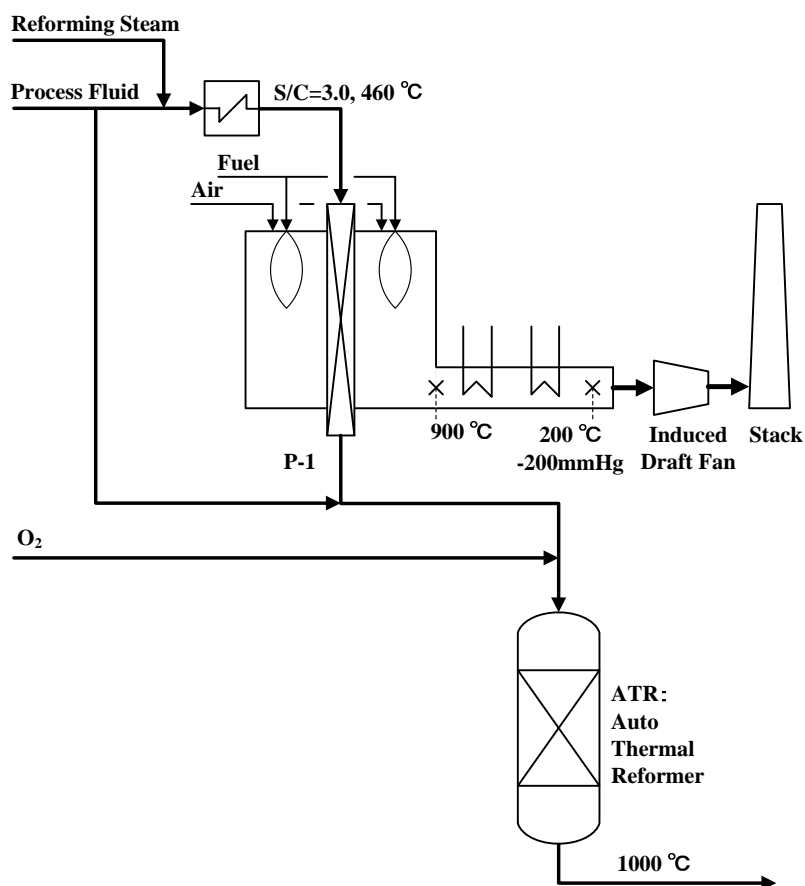 Reforming Steam
Process Fluid
S/C=3.0, 460 ℃
Fuel
Air
900 ℃
200 ℃
-200mmHg
Induced
Draft Fan
Stack
P-1
O₂
ATR：
Auto
Thermal
Reformer
1000 ℃